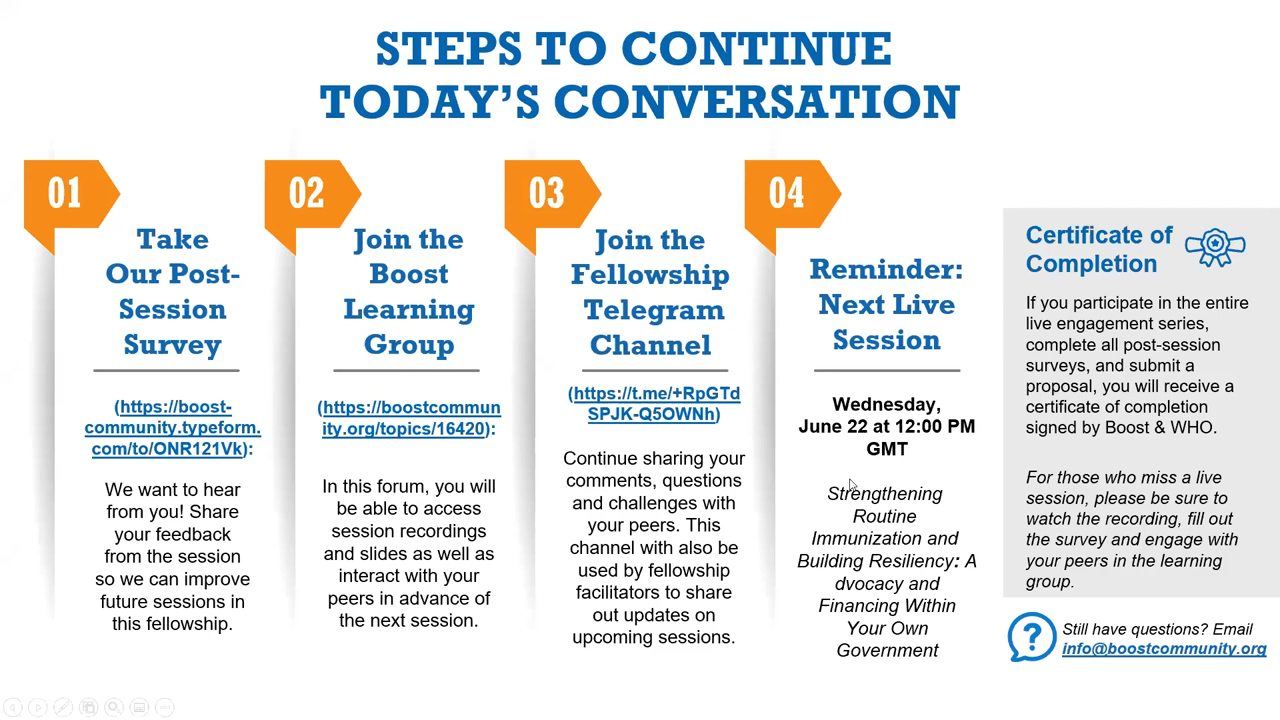 STEPS TO CONTINUE
TODAY'S CONVERSATION
01
Take
Our Post-
Session
Survey
(https://boost-
community.typeform.
com/to/ONR121Vk):
We want to hear
from you! Share
your feedback
from the session
so we can improve
future sessions in
this fellowship.
02
Join the
Boost
Learning
Group
(https://boostcommun
ity.org/topics/16420):
In this forum, you will
be able to access
session recordings
and slides as well as
interact with your
peers in advance of
the next session.
03
Join the
Fellowship
Telegram
Channel
(https://t.me/+RpGTd
SPJK-Q5OWNh)
Continue sharing your
comments, questions
and challenges with
your peers. This
channel with also be
used by fellowship
facilitators to share
out updates on
upcoming sessions.
04
Reminder:
Next Live
Session
Wednesday,
June 22 at 12:00 PM
GMT
Strengthening
Routine
Immunization and
Building Resiliency: A
dvocacy and
Financing Within
Your Own
Government
Certificate of
Completion
If you participate in the entire
live engagement series,
complete all post-session
surveys, and submit a
proposal, you will receive a
certificate of completion
signed by Boost & WHO.
For those who miss a live
session, please be sure to
watch the recording, fill out
the survey and engage with
your peers in the learning
group.
Still have questions? Email
info@boostcommunity.org